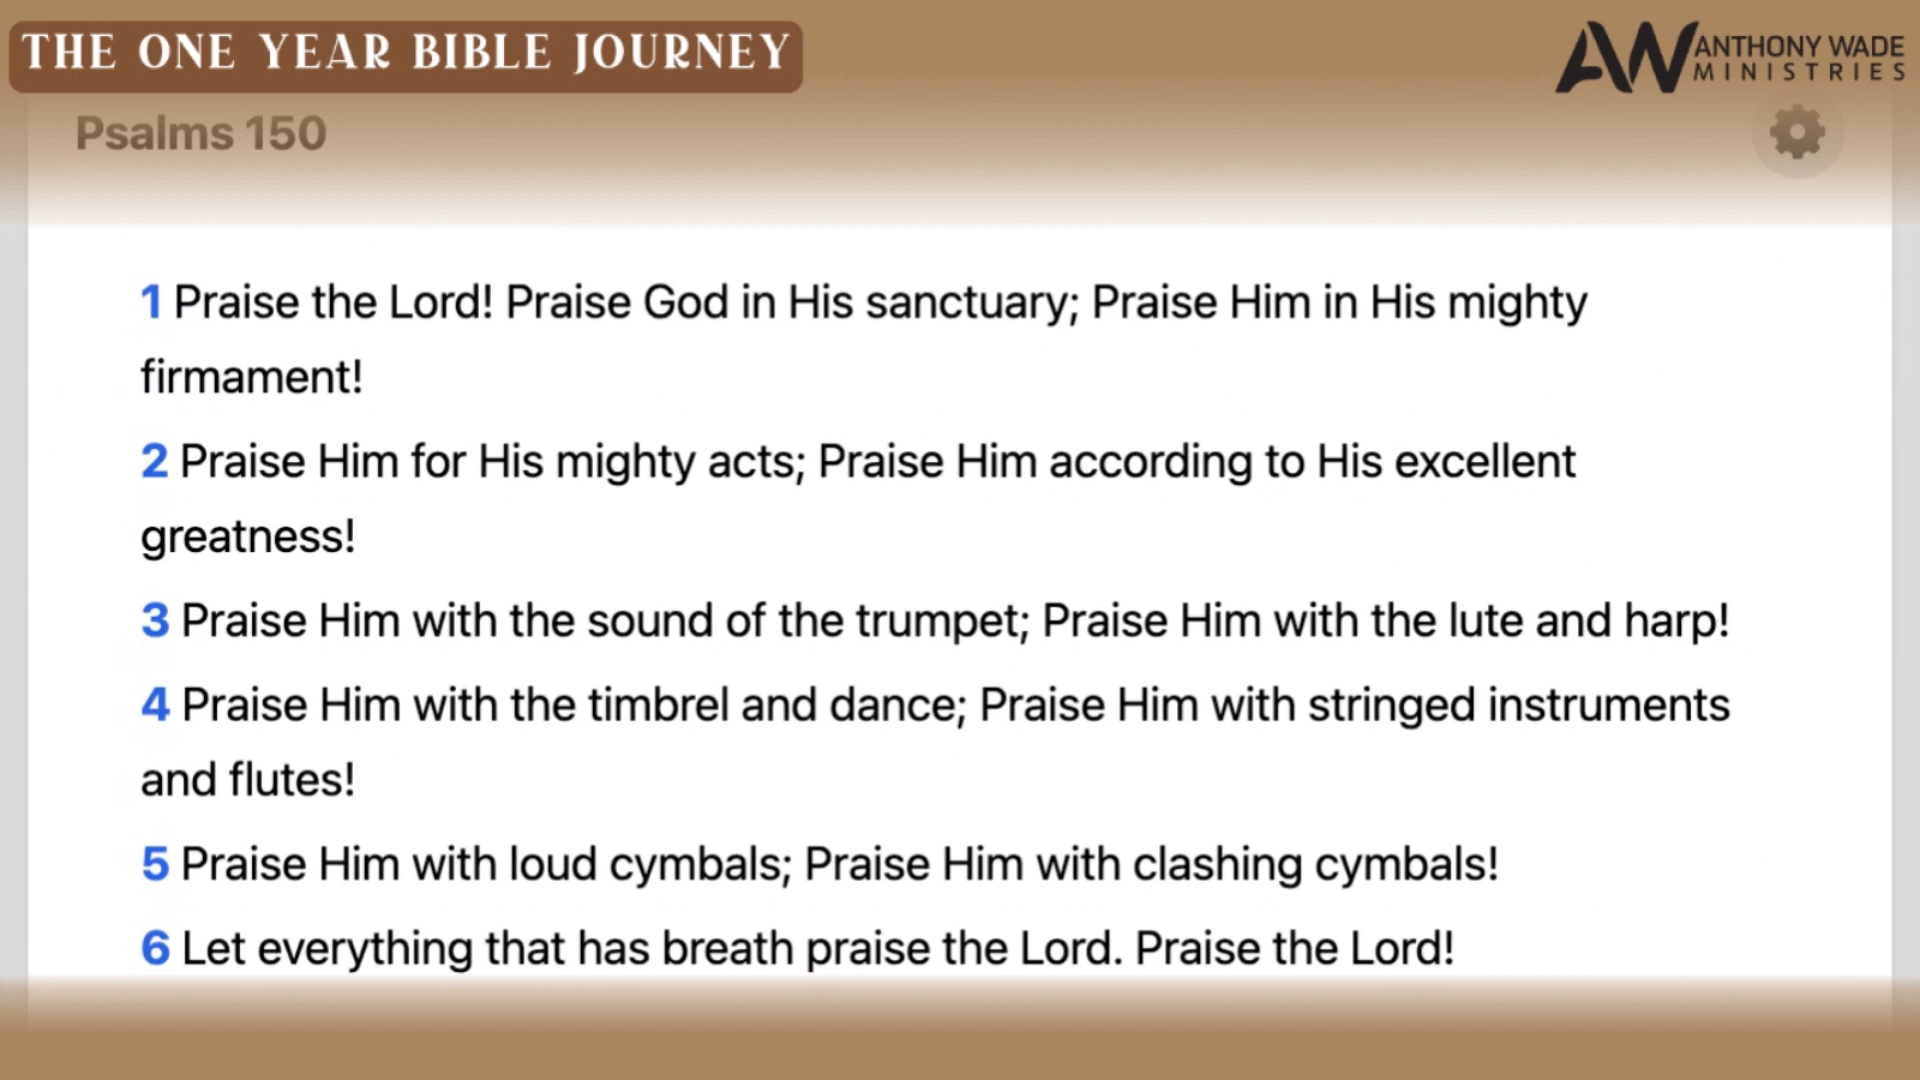 THE ONE YEAR BIBLE JOURNEY
AW ANTHONY WADE
MINISTRIES
Psalms 150
1 Praise the Lord! Praise God in His sanctuary; Praise Him in His mighty
firmament!
2 Praise Him for His mighty acts; Praise Him according to His excellent
greatness!
3 Praise Him with the sound of the trumpet; Praise Him with the lute and harp!
4 Praise Him with the timbrel and dance; Praise Him with stringed instruments
and flutes!
5 Praise Him with loud cymbals; Praise Him with clashing cymbals!
6 Let everything that has breath praise the Lord. Praise the Lord!